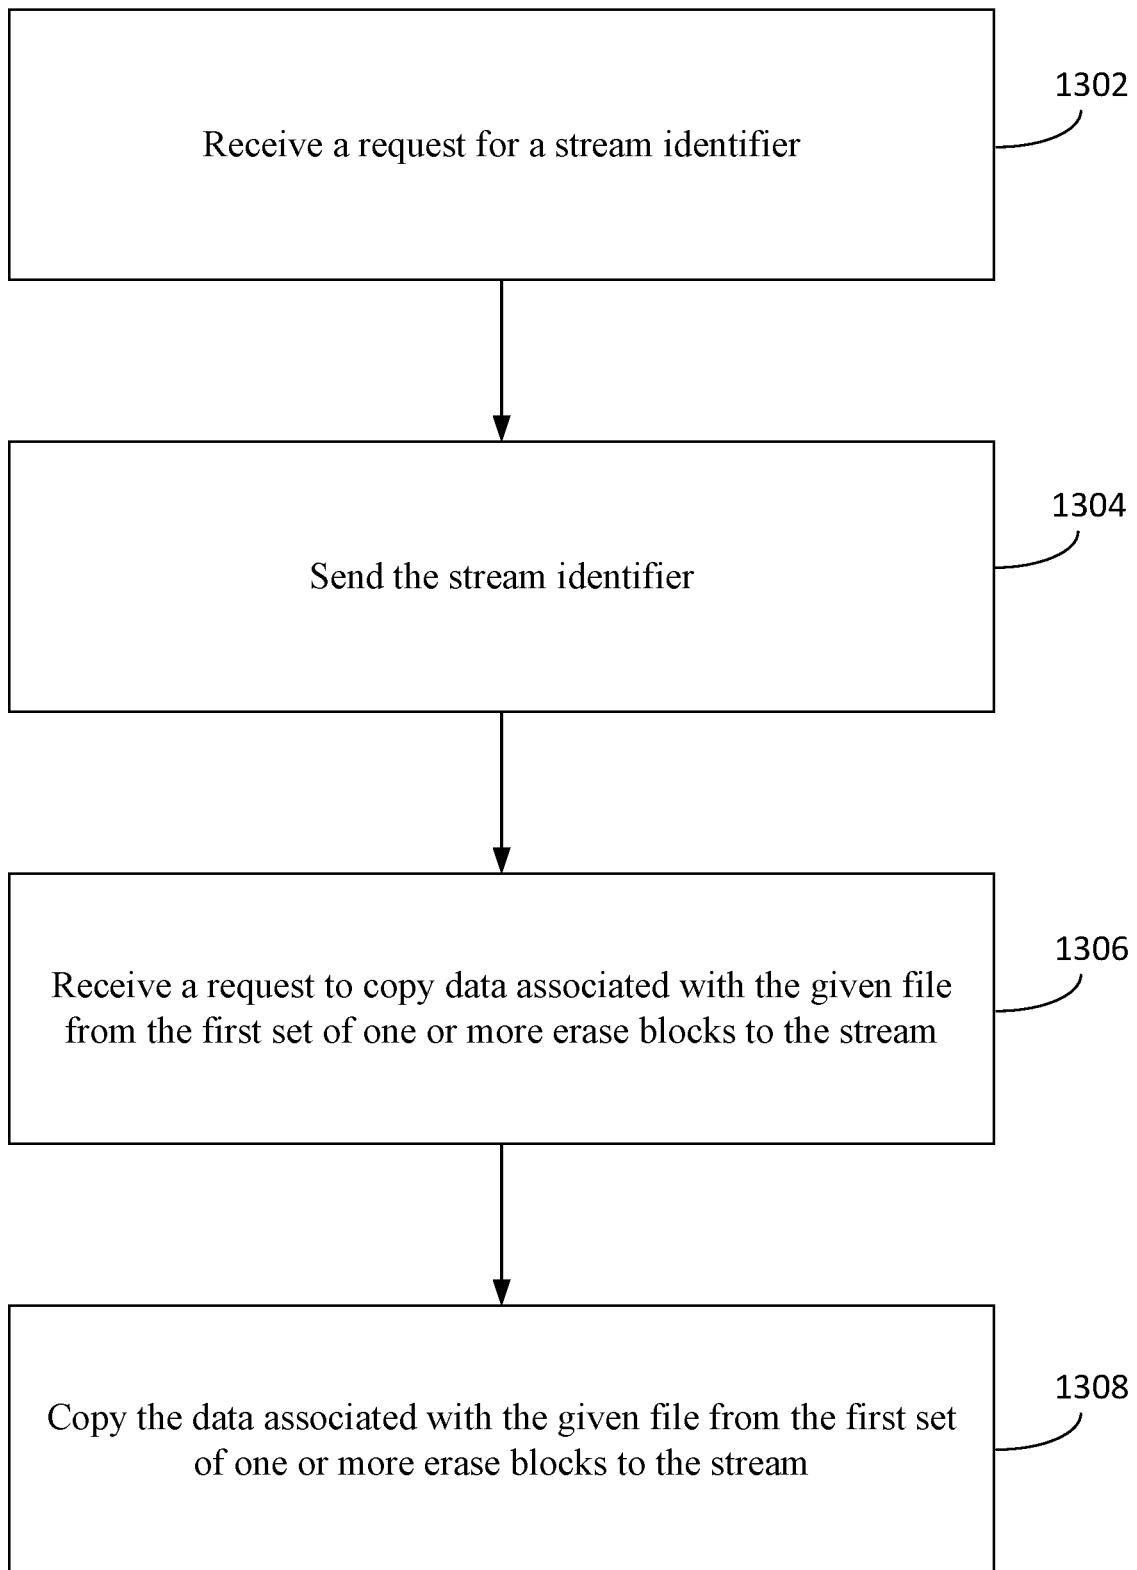 1302
Receive a request for a stream identifier
1304
Send the stream identifier
1306
Receive a request to copy data associated with the given file
from the first set of one or more erase blocks to the stream
1308
Copy the data associated with the given file from the first set
of one or more erase blocks to the stream